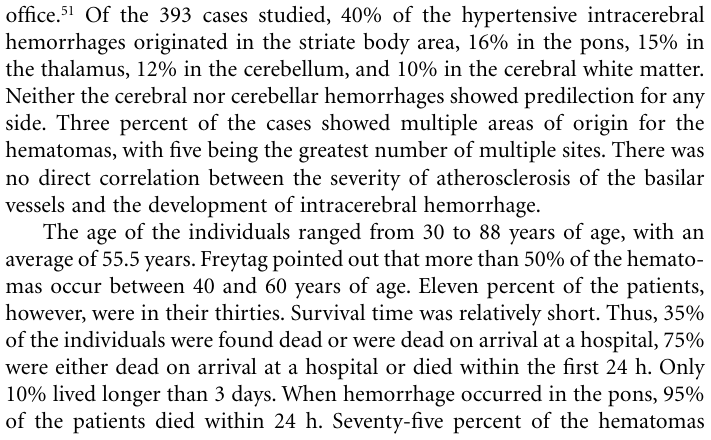 office.51 Of the 393 cases studied, 40% of the hypertensive intracerebral
hemorrhages originated in the striate body area, 16% in the pons, 15% in
the thalamus, 12% in the cerebellum, and 10% in the cerebral white matter.
Neither the cerebral nor cerebellar hemorrhages showed predilection for any
side. Three percent of the cases showed multiple areas of origin for the
hematomas, with five being the greatest number of multiple sites. There was
no direct correlation between the severity of atherosclerosis of the basilar
vessels and the development of intracerebral hemorrhage.
The age of the individuals ranged from 30 to 88 years of age, with an
average of 55.5 years. Freytag pointed out that more than 50% of the hemato-
mas occur between 40 and 60 years of age. Eleven percent of the patients,
however, were in their thirties. Survival time was relatively short. Thus, 35%
of the individuals were found dead or were dead on arrival at a hospital, 75%
were either dead on arrival at a hospital or died within the first 24 h. Only
10% lived longer than 3 days. When hemorrhage occurred in the pons, 95%
of the patients died within 24 h. Seventy-five percent of the hematomas